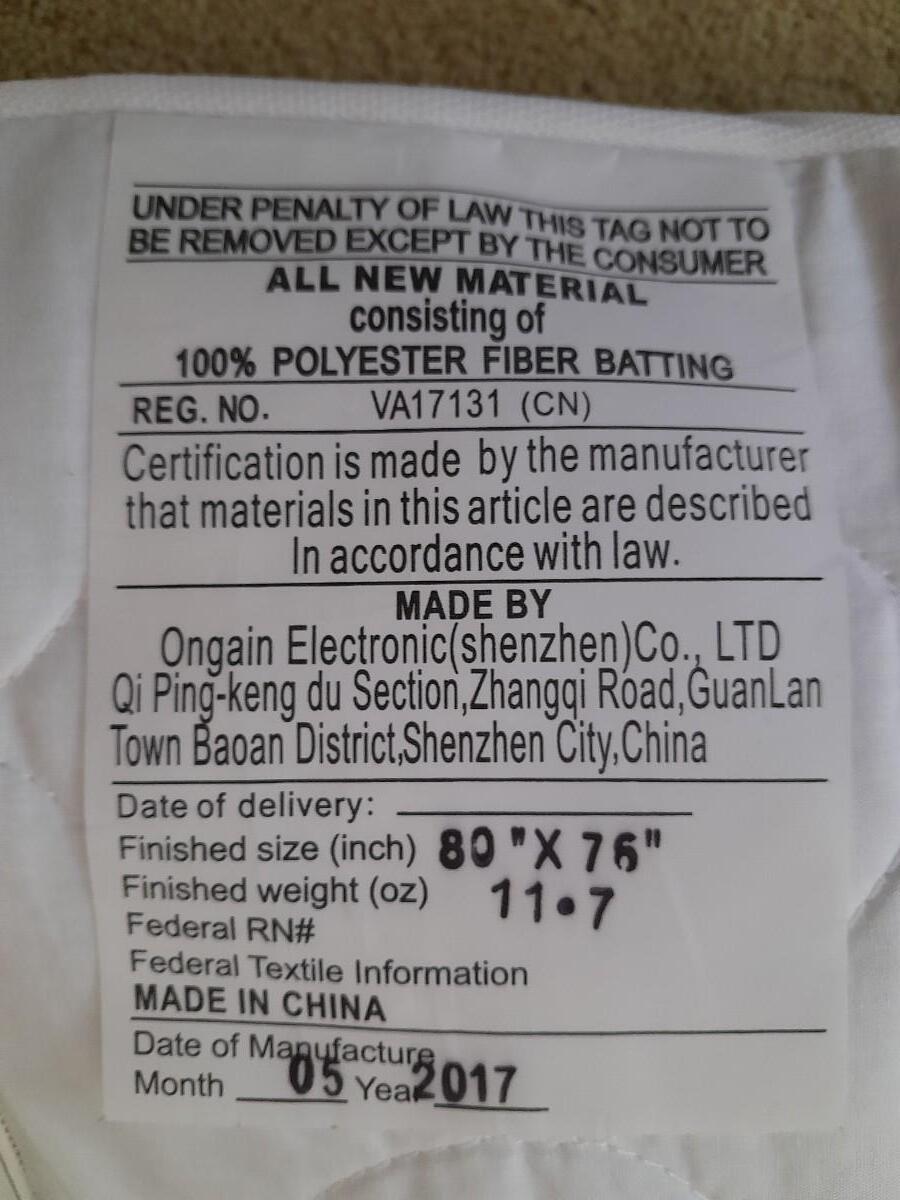 UNDER PENALTY OF LAW THIS TAG NOT TO
BE REMOVED EXCEPT BY THE CONSUMER
ALL NEW MATERIAL
consisting of
100% POLYESTER FIBER BATTING
REG. NO. VA17131 (CN)
Certification is made by the manufacturer
that materials in this article are described
In accordance with law.
MADE BY
Ongain Electronic(shenzhen)Co., LTD
Qi Ping-keng du Section,Zhangqi Road,GuanLan
Town Baoan District,Shenzhen City,China
Date of delivery:
Finished size (inch) 80"X 76"
Finished weight (oz) 11•7
Federal RN#
Federal Textile Information
MADE IN CHINA
Date of Manufacture
Month 05 Year 2017